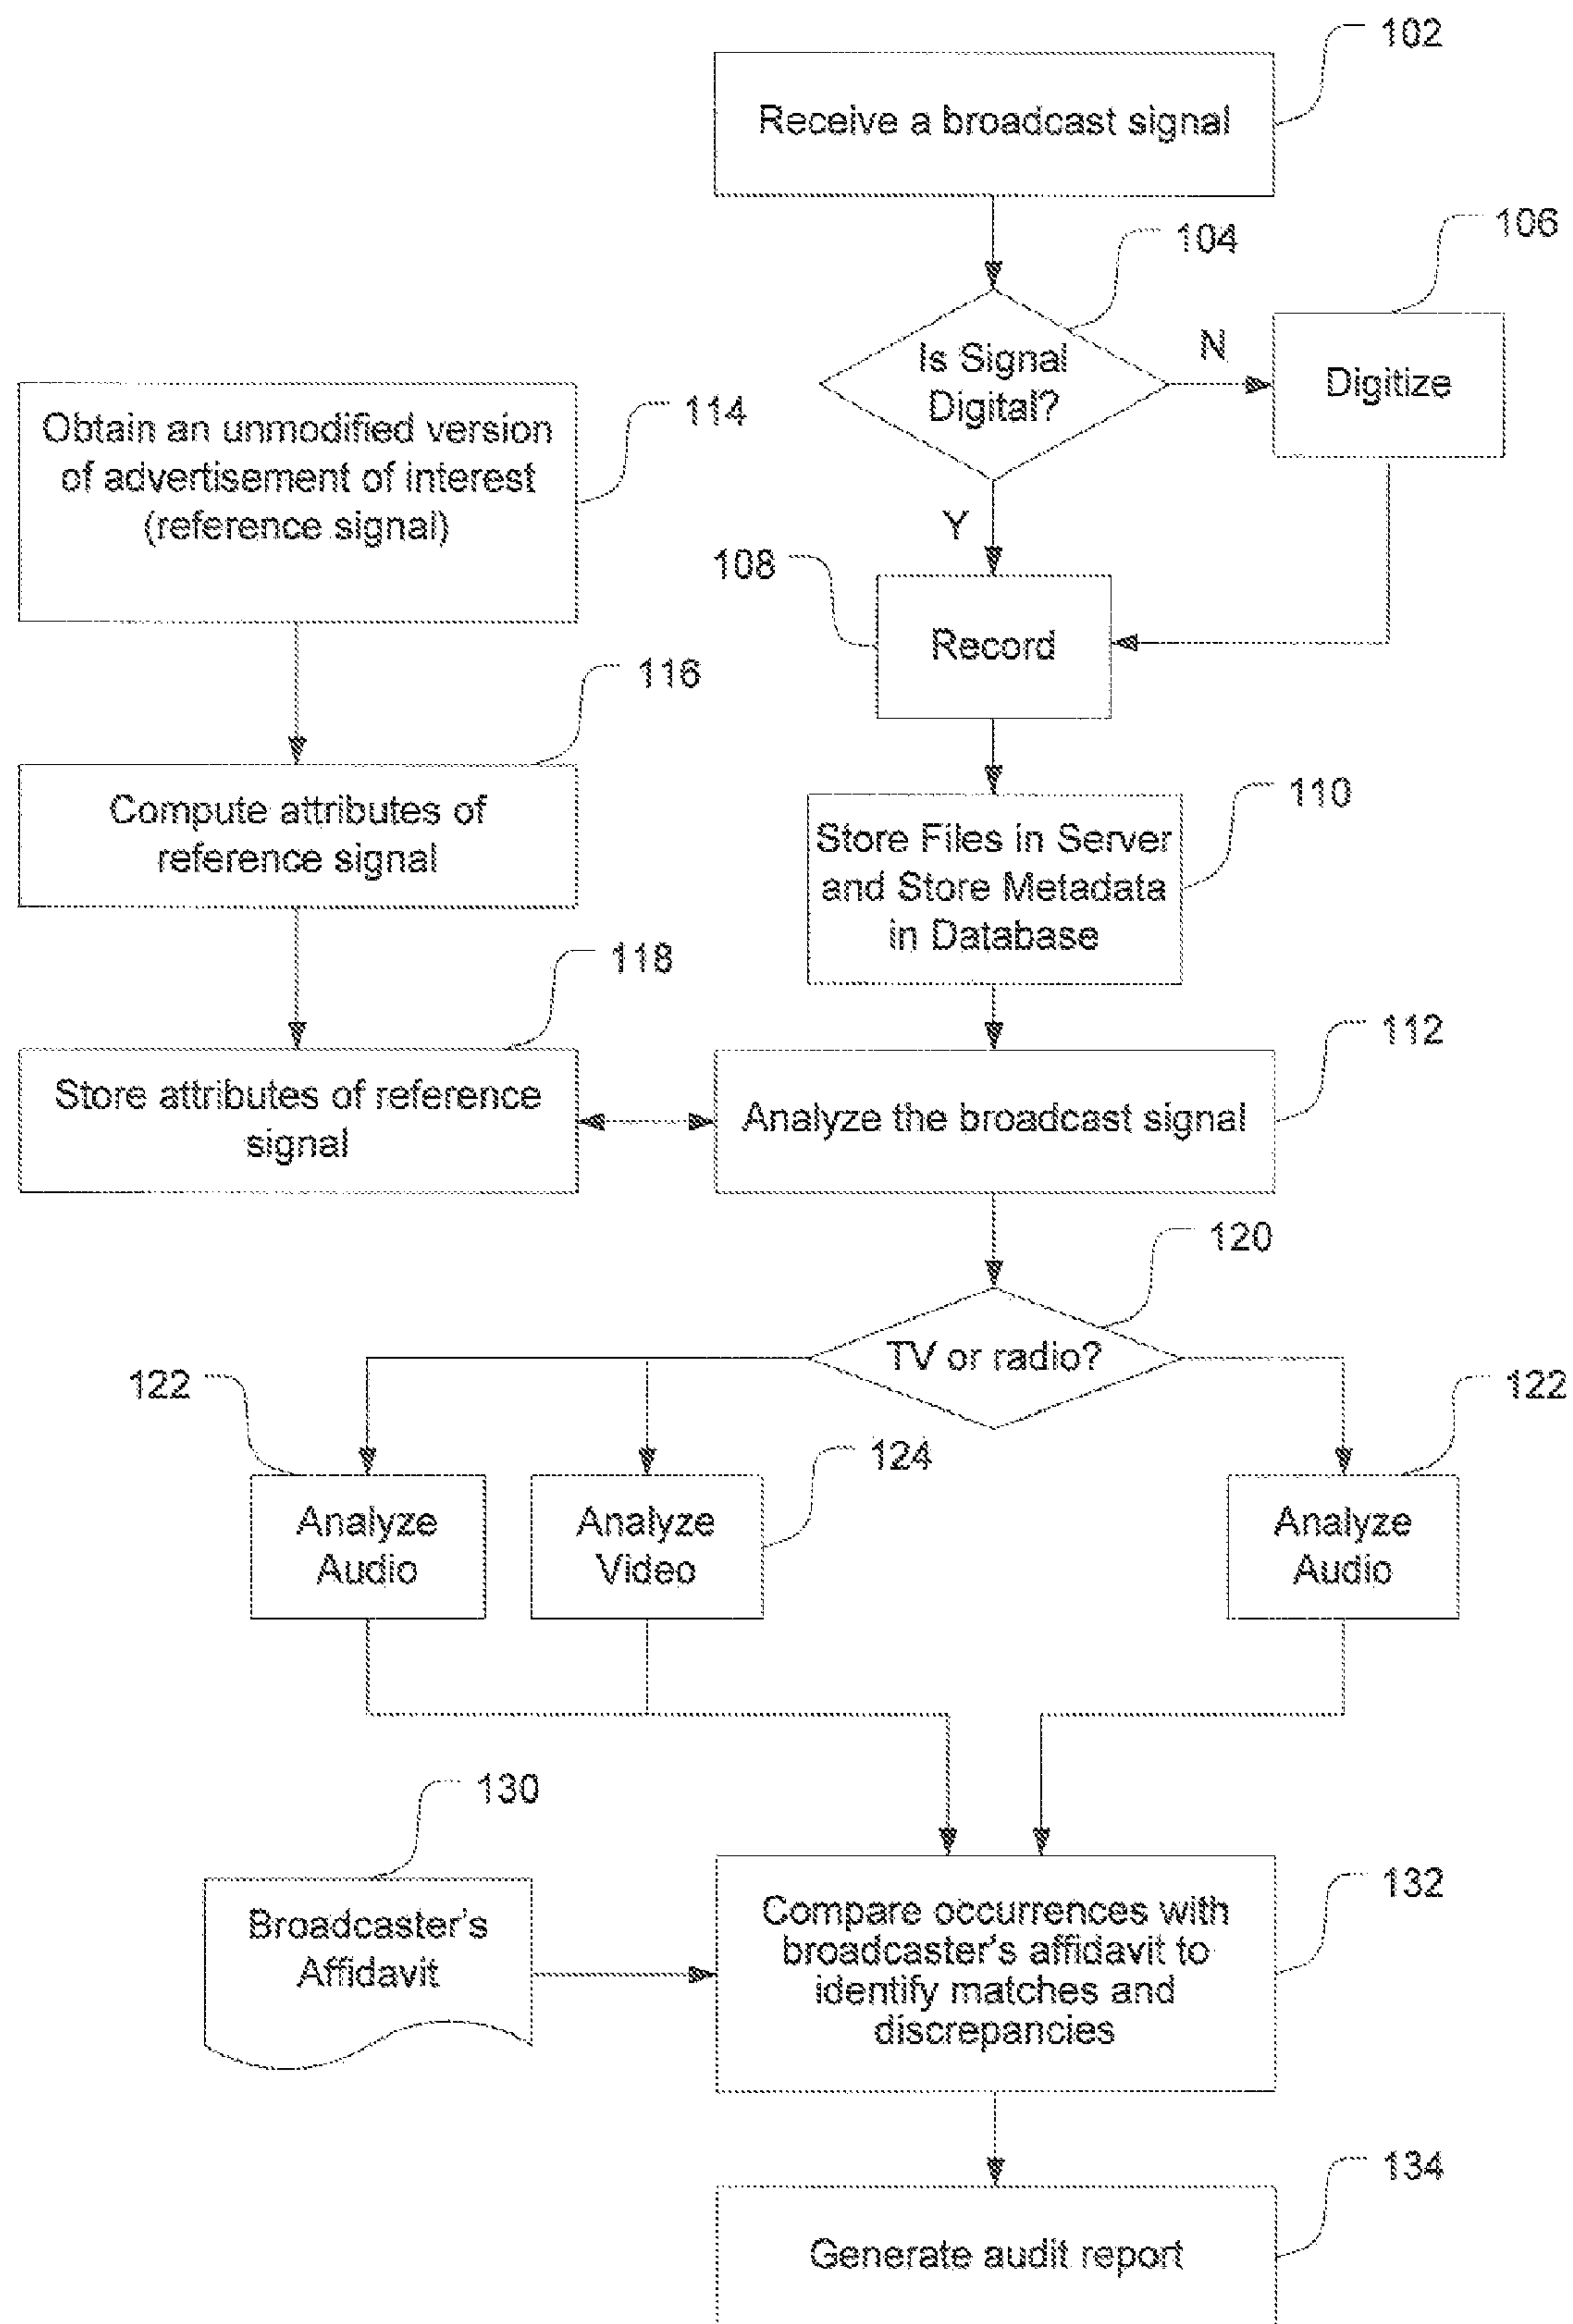 102
Receive a broadcast signal
104
106
Is Signal
Digital?
N
Digitize
Y
114
Obtain an unmodified version
of advertisement of interest
(reference signal)
108
Record
116
Compute attributes of
reference signal
110
Store Files in Server
and Store Metadata
in Database
118
Store attributes of reference
signal
112
Analyze the broadcast signal
120
TV or radio?
122
Analyze
Audio
124
Analyze
Video
122
Analyze
Audio
130
Broadcaster's
Affidavit
132
Compare occurrences with
broadcaster's affidavit to
identify matches and
discrepancies
134
Generate audit report